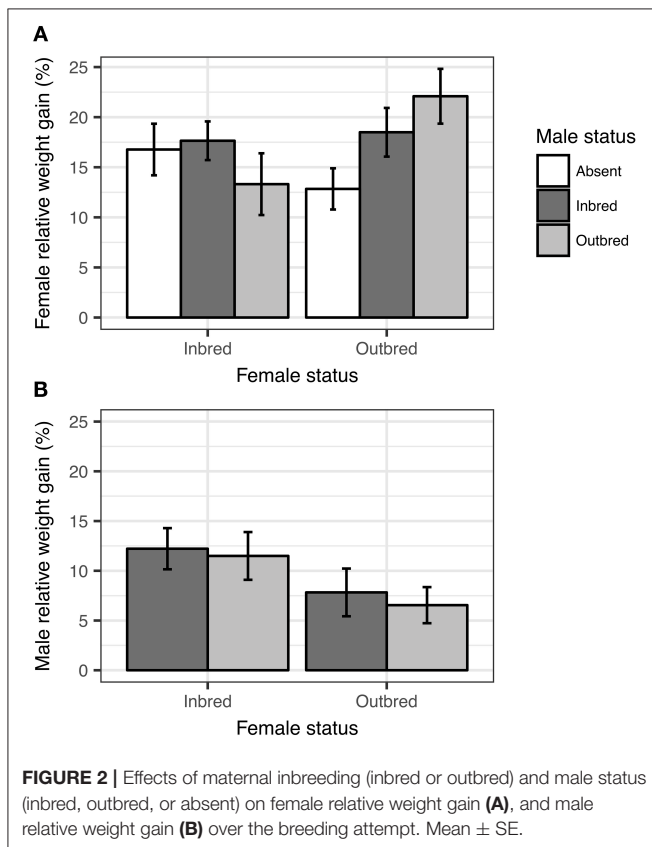 A
Female relative weight gain (%)
25
20
15
10
5
0
Inbred
Outbred
Female status
Male status
Absent
Inbred
Outbred
B
Male relative weight gain (%)
25
20
15
10
5
0
Inbred
Outbred
Female status
FIGURE 2 | Effects of maternal inbreeding (inbred or outbred) and male status
(inbred, outbred, or absent) on female relative weight gain (A), and male
relative weight gain (B) over the breeding attempt. Mean ± SE.